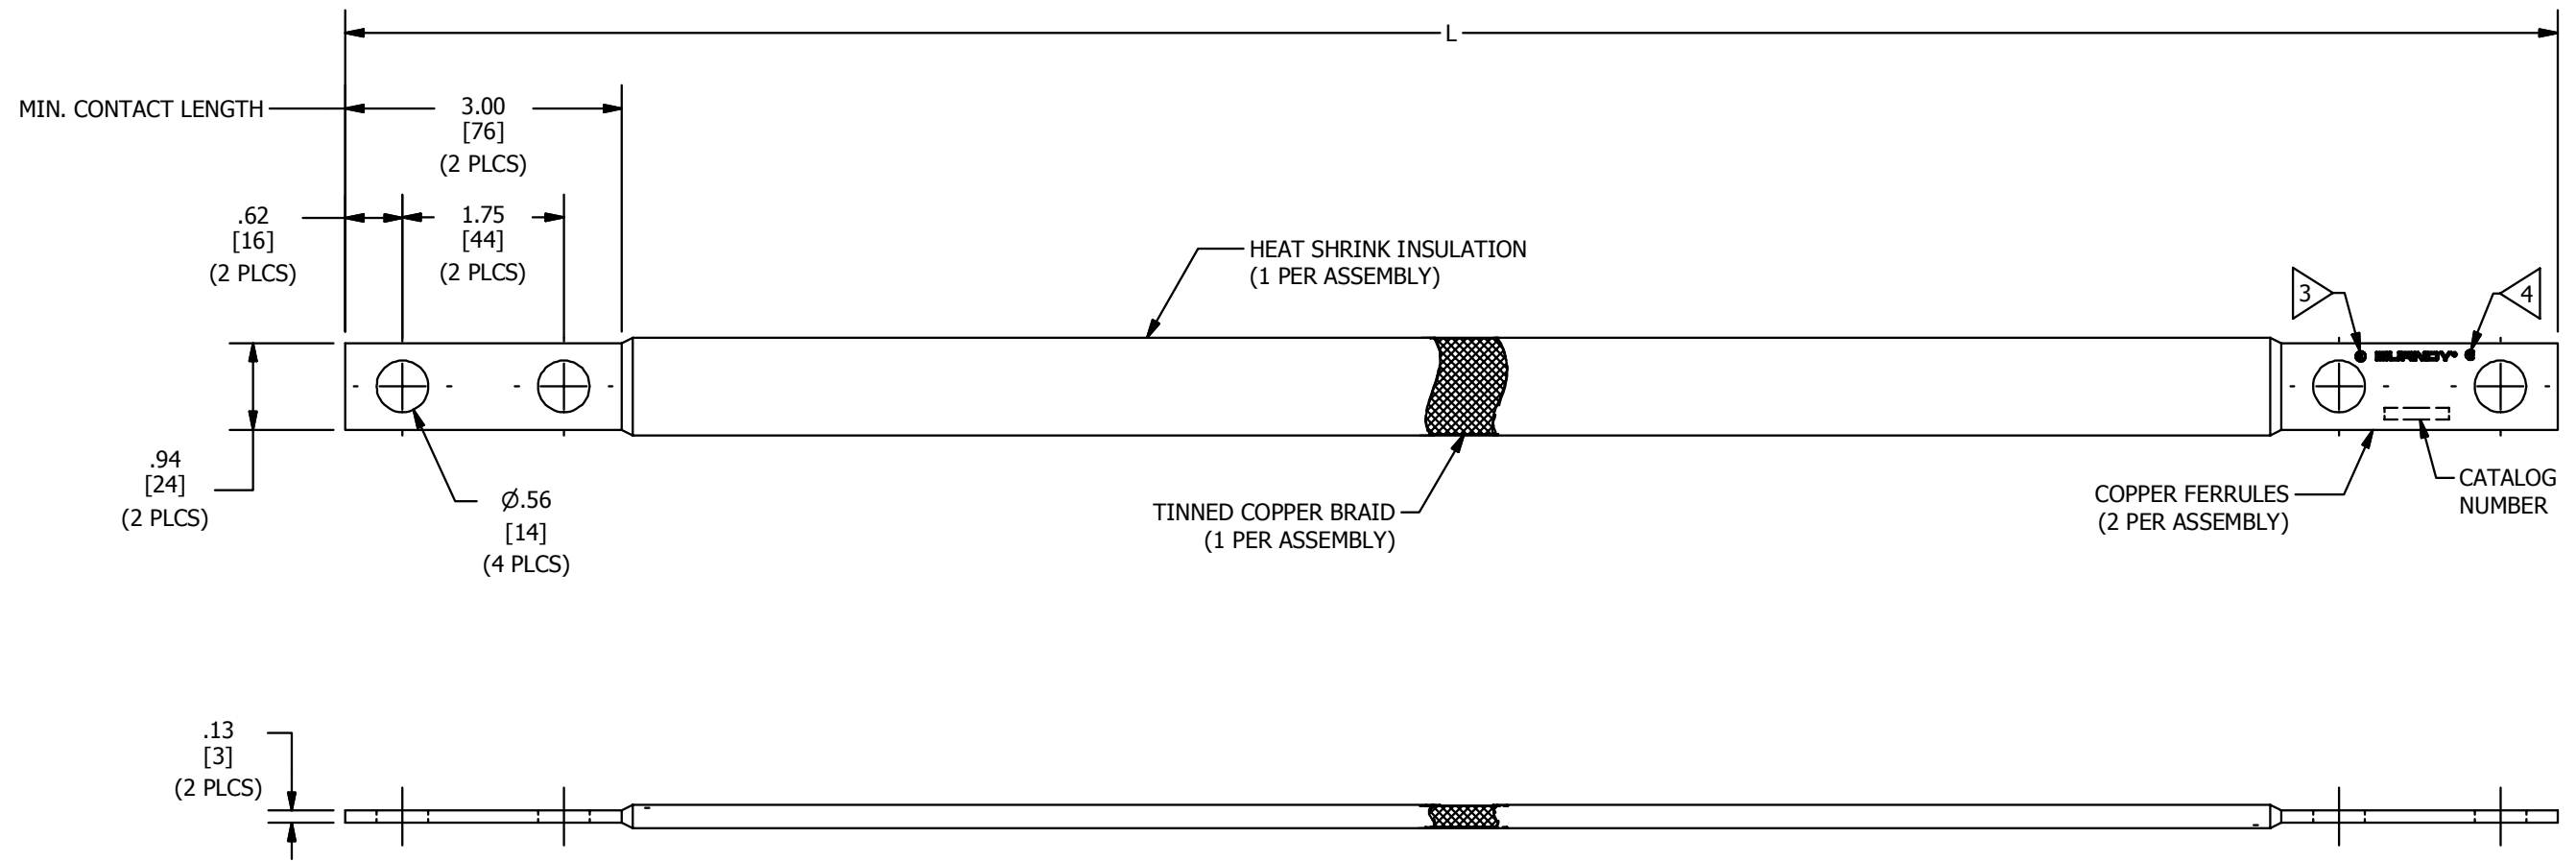 L
MIN. CONTACT LENGTH
3.00
[76]
(2 PLCS)
.62
[16]
(2 PLCS)
1.75
[44]
(2 PLCS)
HEAT SHRINK INSULATION
(1 PER ASSEMBLY)
3
4
BURNDY
.94
[24]
(2 PLCS)
Ø.56
[14]
(4 PLCS)
TINNED COPPER BRAID
(1 PER ASSEMBLY)
COPPER FERRULES
(2 PER ASSEMBLY)
CATALOG
NUMBER
.13
[3]
(2 PLCS)